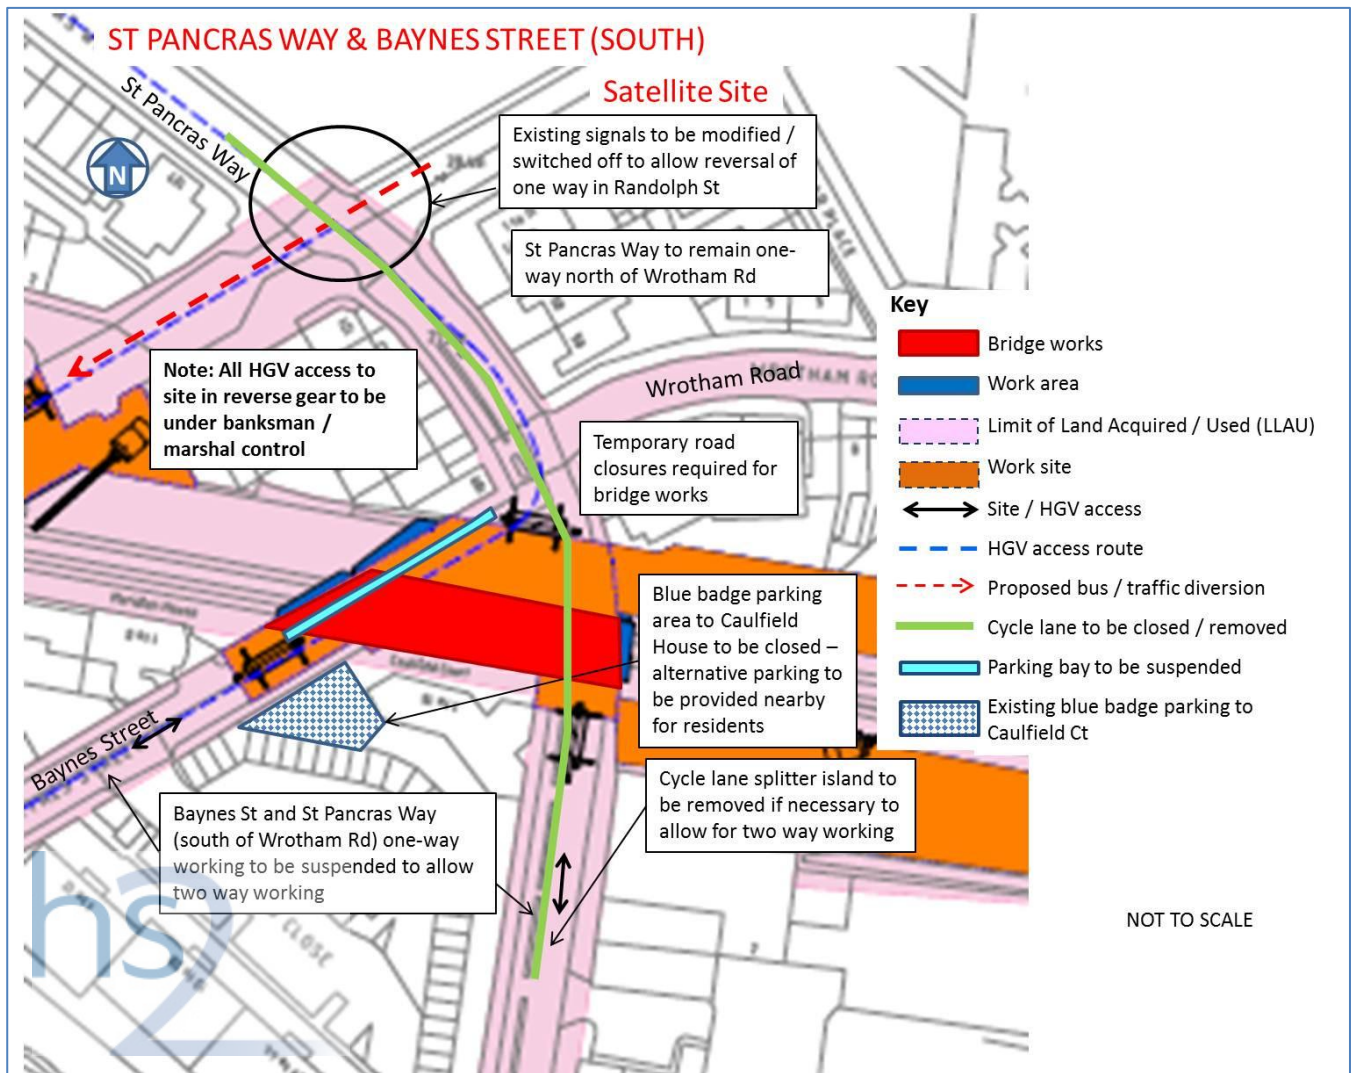 ST PANCRAS WAY & BAYNES STREET (SOUTH)
Satellite Site
St Pancras Way
N
Existing signals to be modified /
switched off to allow reversal of
one way in Randolph St
St Pancras Way to remain one-
way north of Wrotham Rd
Key
Bridge works
Work area
Limit of Land Acquired / Used (LLAU)
Work site
Site / HGV access
HGV access route
Proposed bus / traffic diversion
Cycle lane to be closed / removed
Parking bay to be suspended
Existing blue badge parking to
Caulfield Ct
Note: All HGV access to
site in reverse gear to be
under banksman /
marshal control
Wrotham Road
Temporary road
closures required for
bridge works
Blue badge parking
area to Caulfield
House to be closed –
alternative parking to
be provided nearby
for residents
Baynes Street
Cycle lane splitter island to
be removed if necessary to
allow for two way working
Baynes St and St Pancras Way
(south of Wrotham Rd) one-way
working to be suspended to allow
two way working
CLOSE
hs2
NOT TO SCALE